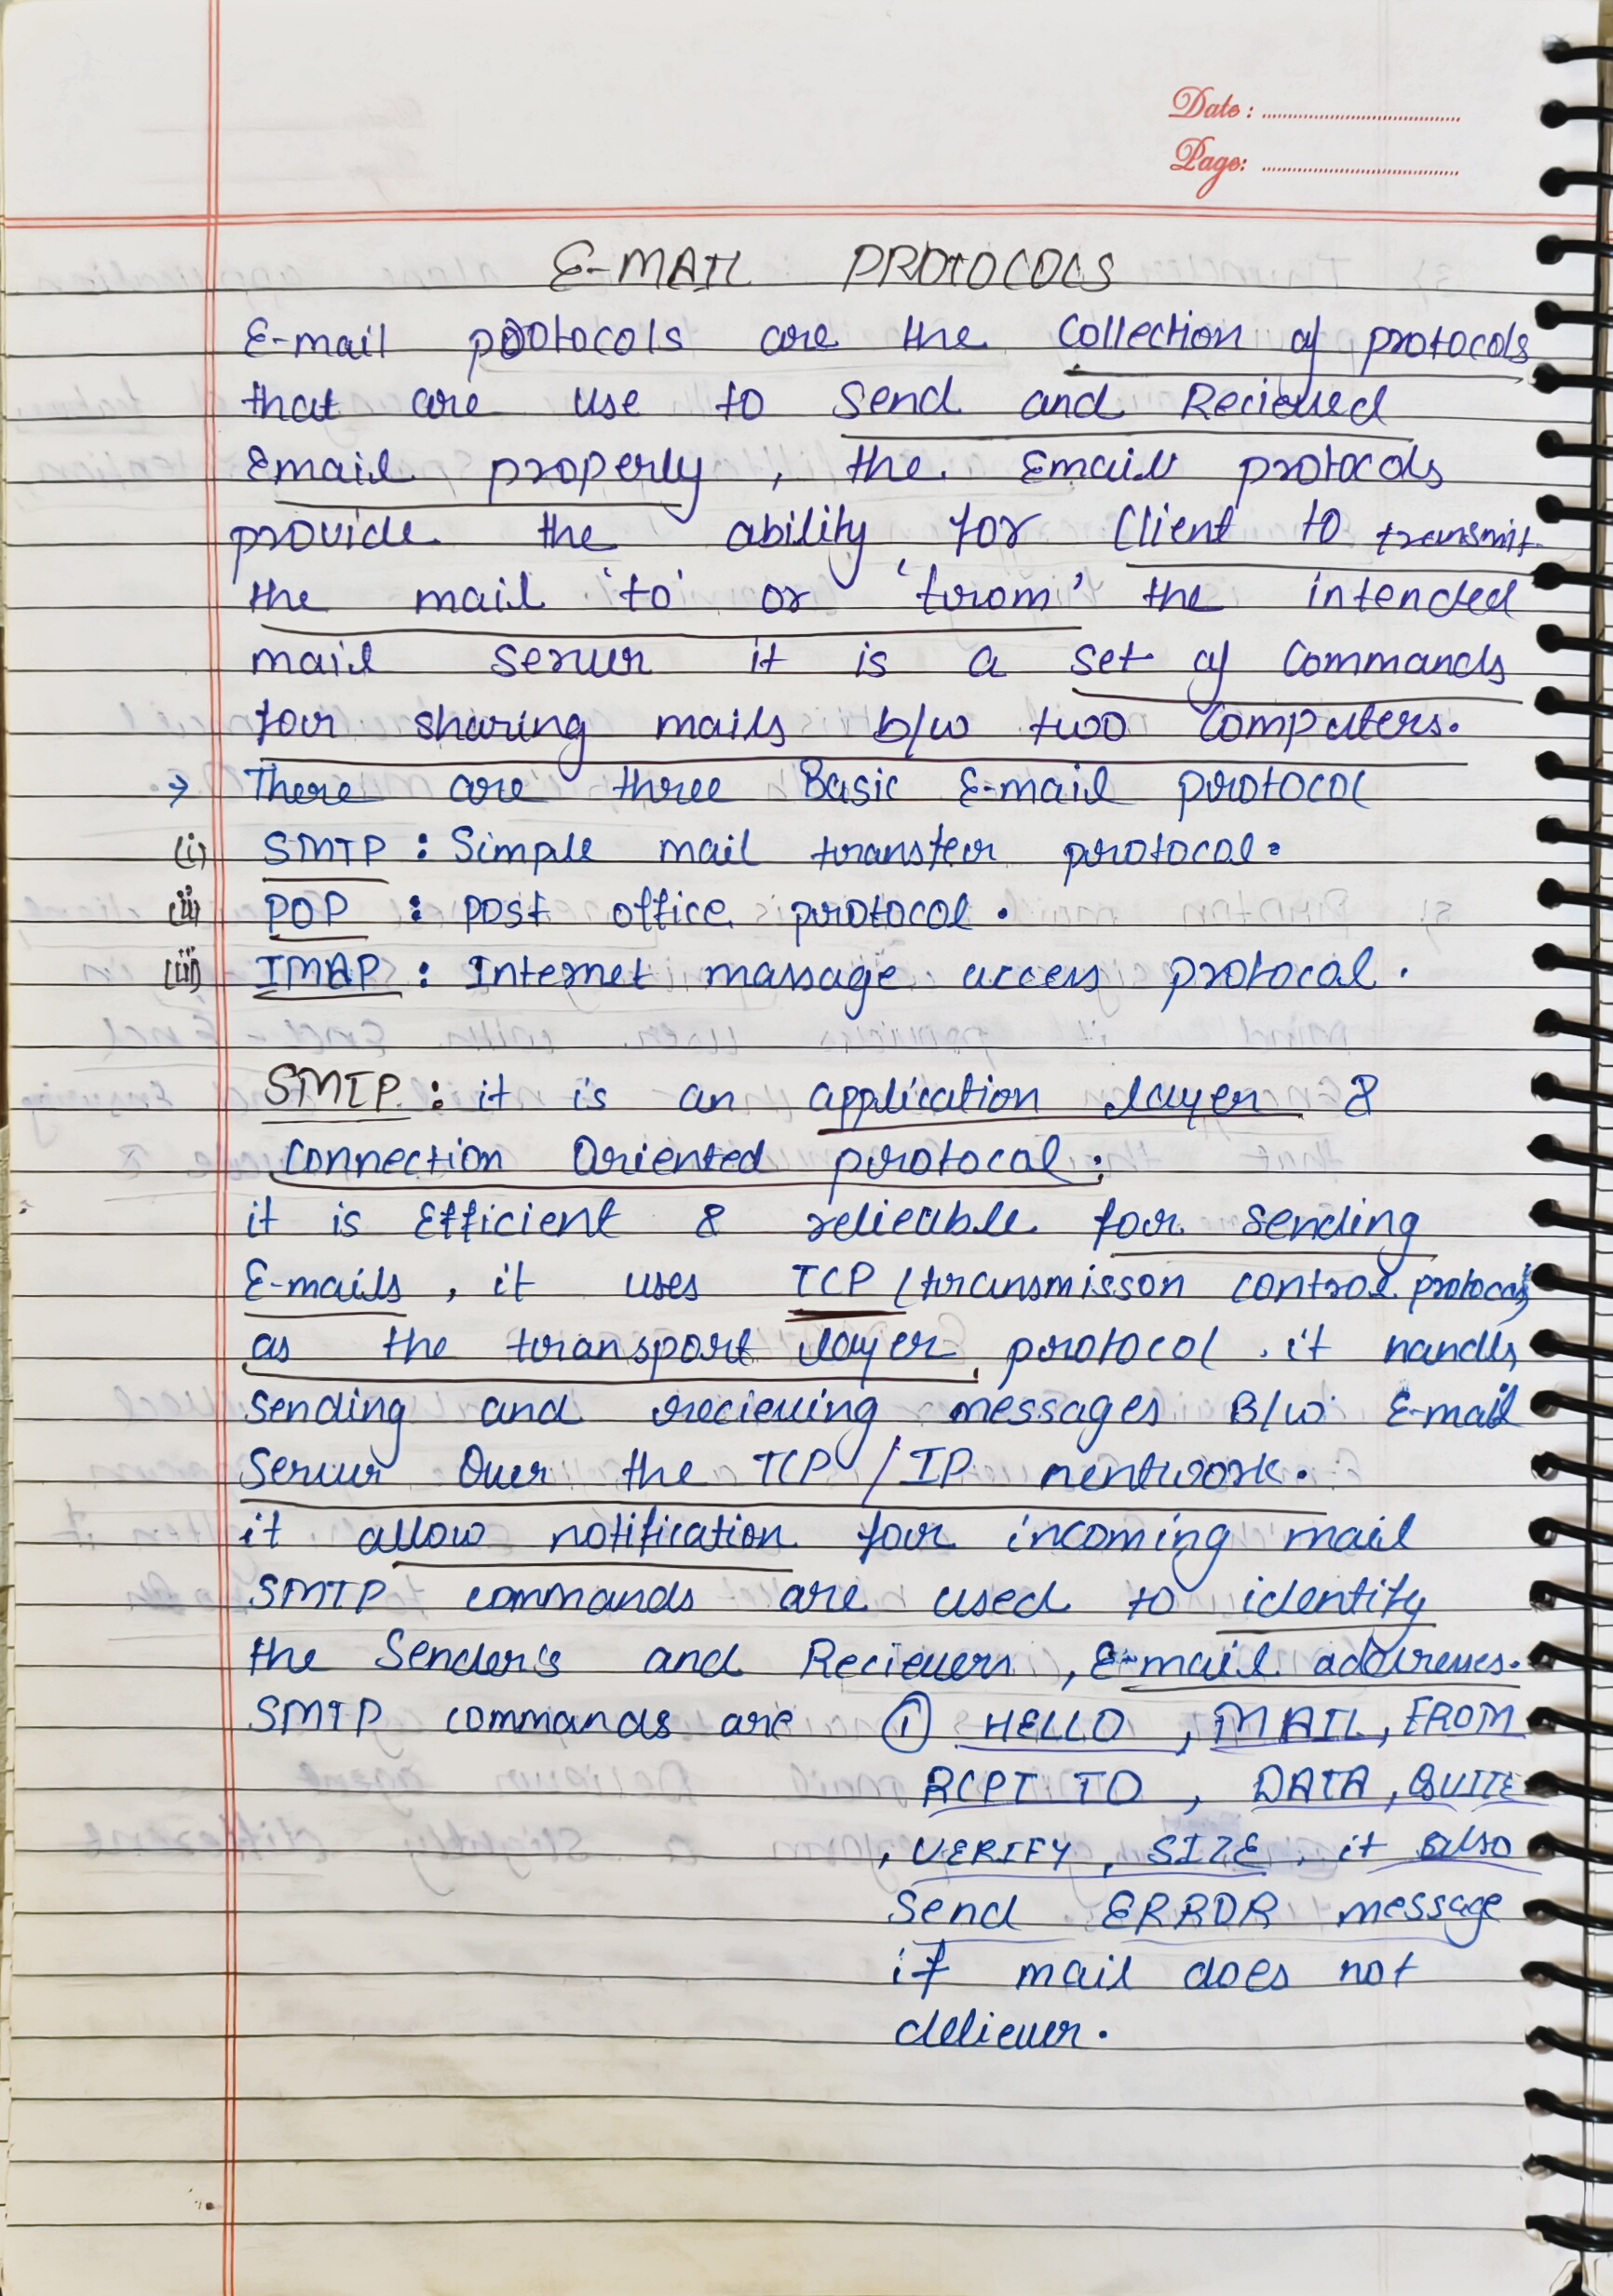 Date :
Page:
E-MAIL PROTOCOLS
E-mail protocols are the Collection of protocols
that are use to Send and Recieved
Email properly, the Email protocols
provide the ability for Client to transmit
the mail 'to' or 'from' the intended
mail server it is a set of Commands
for sharing mails b/w two Computers.
→ There are three Basic E-mail protocol
(i) SMTP : Simple mail transfer protocal.
(ii) POP : post office protocol.
(iii) IMAP : Internet massage access protocal.
SMTP : it is an application layer &
Connection Oriented protocal.
it is Efficient & relieable for sending
E-mails, it uses TCP (transmisson control protocol)
as the transport layer protocol. it handls
sending and recieving messages B/w E-mail
Server Over the TCP/IP nentwork.
it allow notification for incoming mail
SMTP commands are used to identify
the Sender's and Recievers, E-mail addresses.
SMTP commands are ① HELLO, MAIL, FROM
RCPT TO, DATA, QUITE
, VERIFY, SIZE, it also
Send ERROR message
if mail does not
deliever.